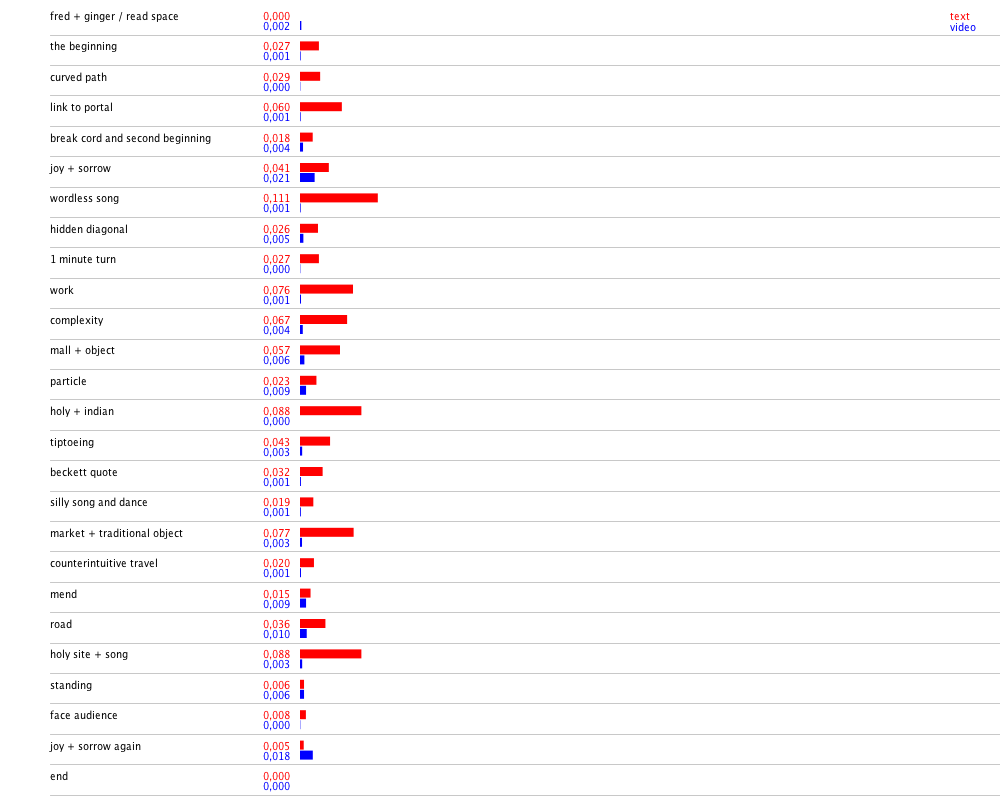 fred + ginger / read space 0,000 text
0,002 video
the beginning 0,027
0,001
curved path 0,029
0,000
link to portal 0,060
0,001
break cord and second beginning 0,018
0,004
joy + sorrow 0,041
0,021
wordless song 0,111
0,001
hidden diagonal 0,026
0,005
1 minute turn 0,027
0,000
work 0,076
0,001
complexity 0,067
0,004
mall + object 0,057
0,006
particle 0,023
0,009
holy + indian 0,088
0,000
tiptoeing 0,043
0,003
beckett quote 0,032
0,001
silly song and dance 0,019
0,001
market + traditional object 0,077
0,003
counterintuitive travel 0,020
0,001
mend 0,015
0,009
road 0,036
0,010
holy site + song 0,088
0,003
standing 0,006
0,006
face audience 0,008
0,000
joy + sorrow again 0,005
0,018
end 0,000
0,000